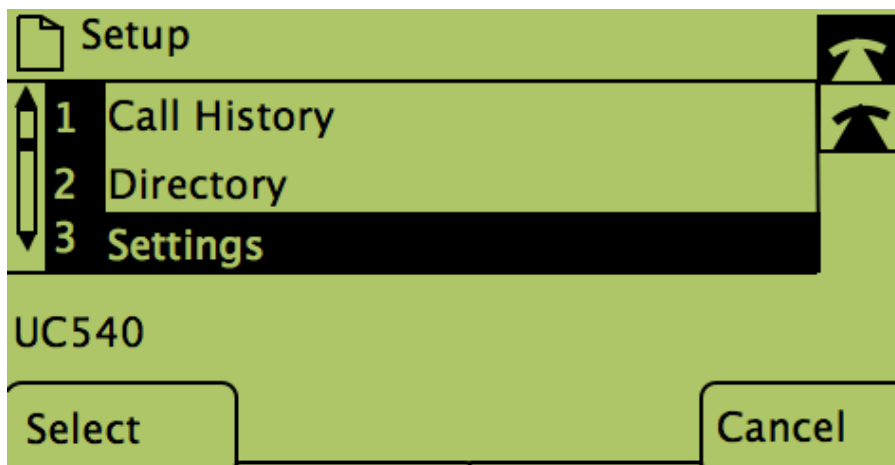 Setup
1 Call History
2 Directory
3 Settings
UC540
Select
Cancel